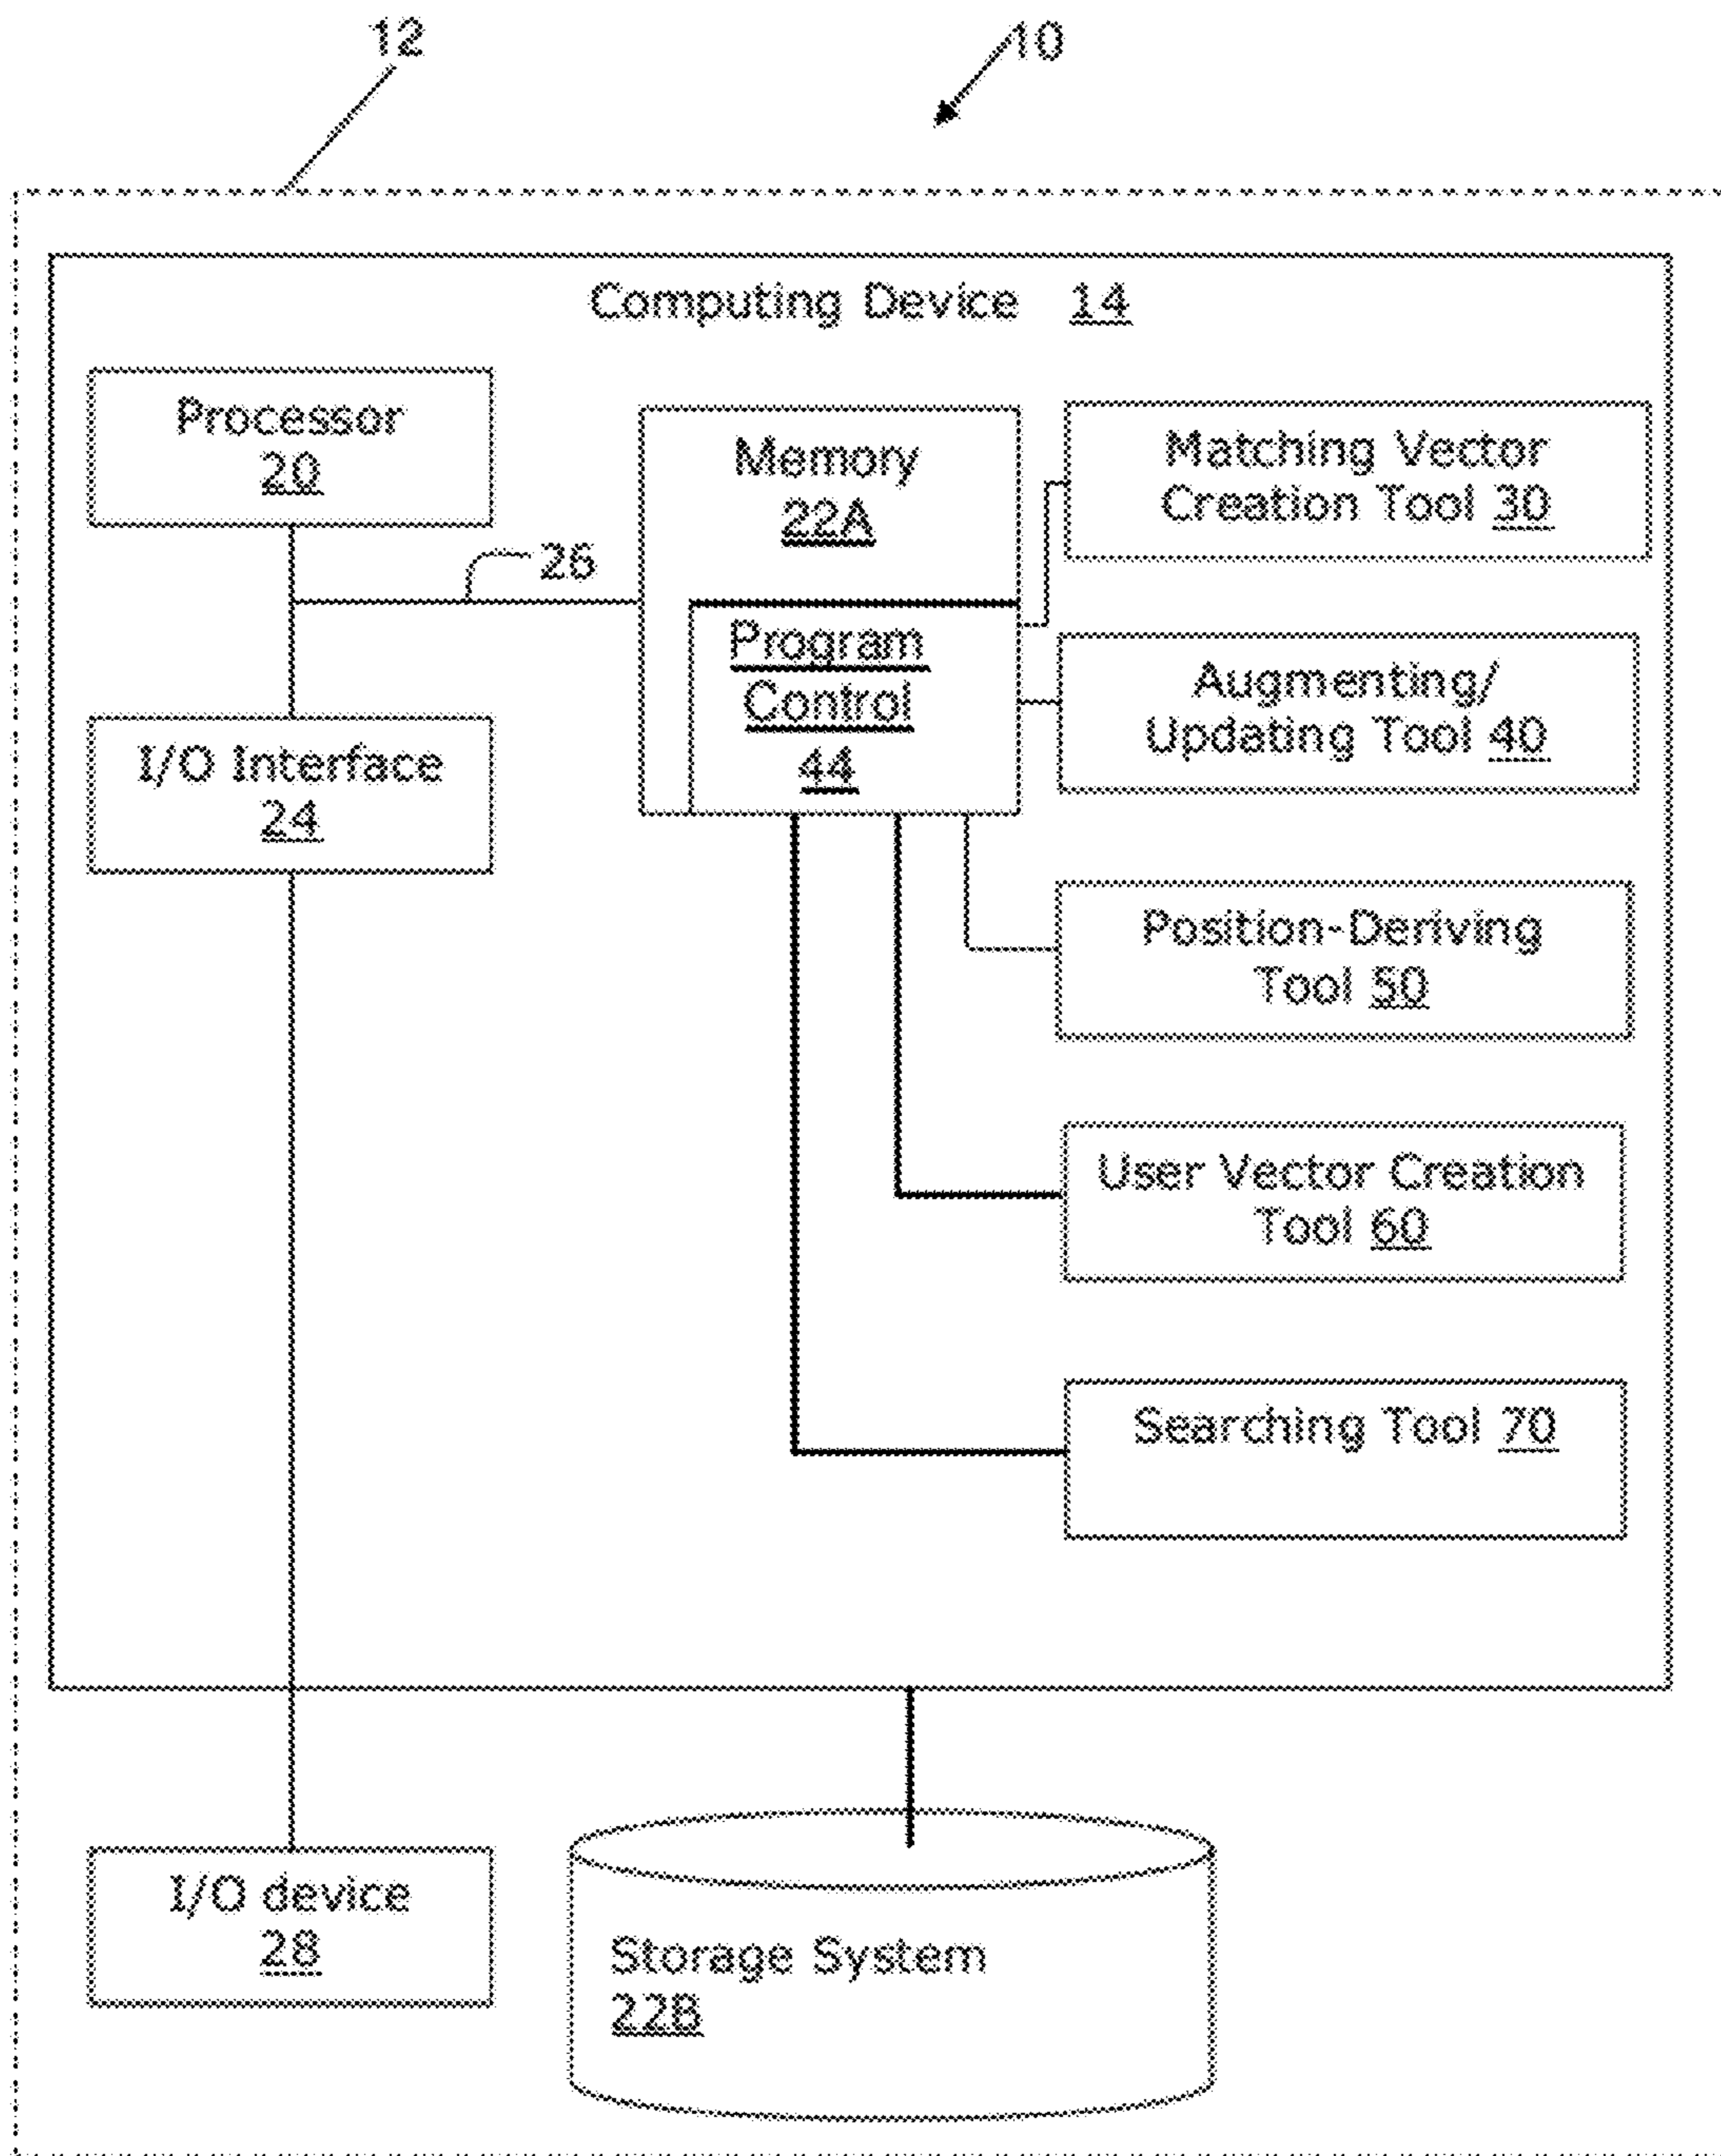 12
10
Computing Device 14
Processor
20
Memory
22A
Matching Vector
Creation Tool 30
26
Program
Control
44
Augmenting/
Updating Tool 40
I/O Interface
24
Position-Deriving
Tool 50
User Vector Creation
Tool 60
Searching Tool 70
I/O device
28
Storage System
22B